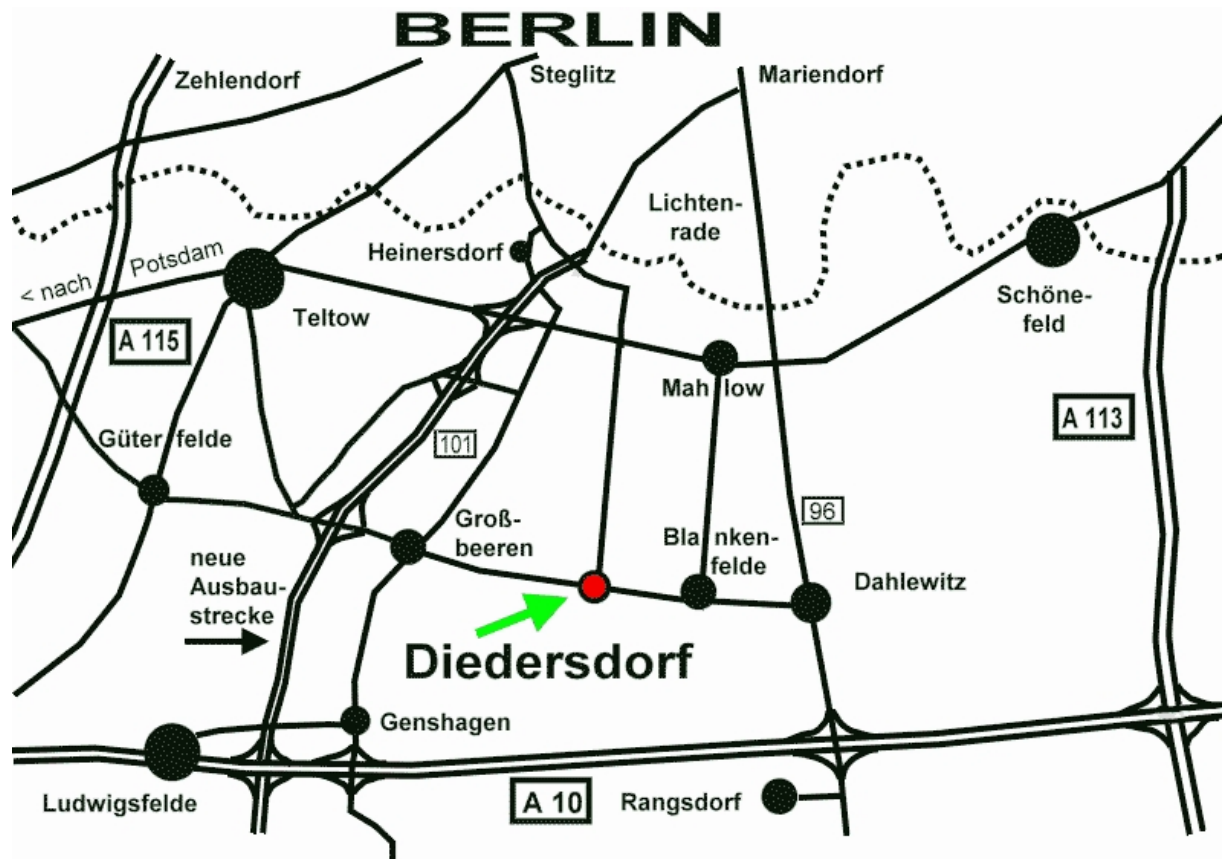 BERLIN
Zehlendorf
Steglitz
Mariendorf
Lichten-
rade
Heinersdorf
< nach Potsdam
Teltow
Schöne-
feld
A 115
Mah low
A 113
Güter felde
101
96
Groß-
beeren
Bla nken-
felde
neue
Ausbau-
strecke
Dahlewitz
Diedersdorf
Genshagen
Ludwigsfelde
A 10
Rangsdorf